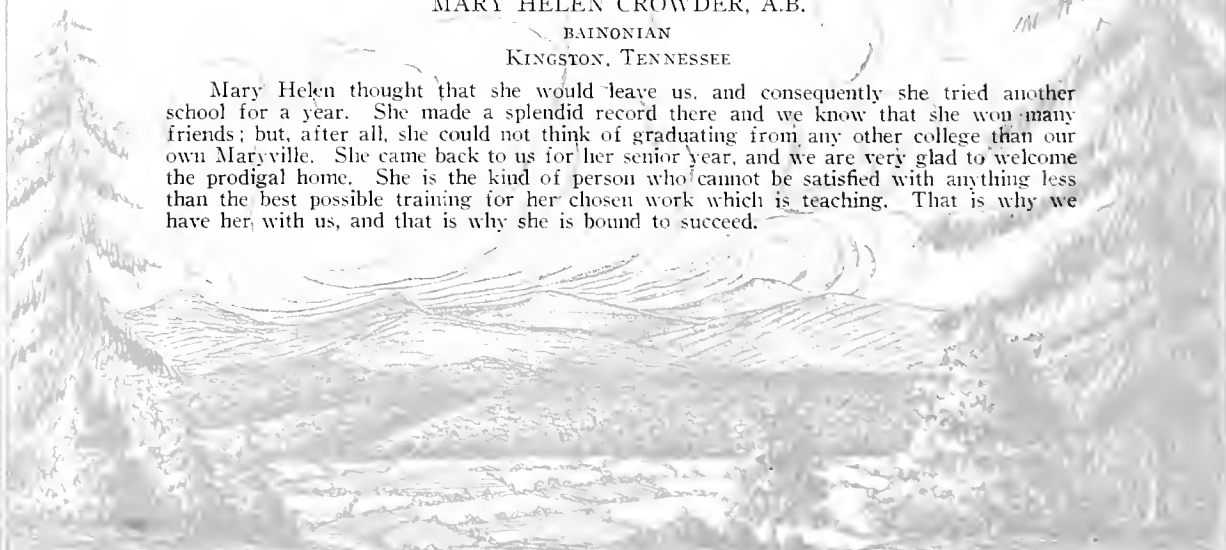 MARY HELEN CROWDER, A.B.
BAINONIAN
KINGSTON, TENNESSEE
Mary Helen thought that she would leave us, and consequently she tried another
school for a year. She made a splendid record there and we know that she won many
friends; but, after all, she could not think of graduating from any other college than our
own Maryville. She came back to us for her senior year, and we are very glad to welcome
the prodigal home. She is the kind of person who cannot be satisfied with anything less
than the best possible training for her chosen work which is teaching. That is why we
have her with us, and that is why she is bound to succeed.